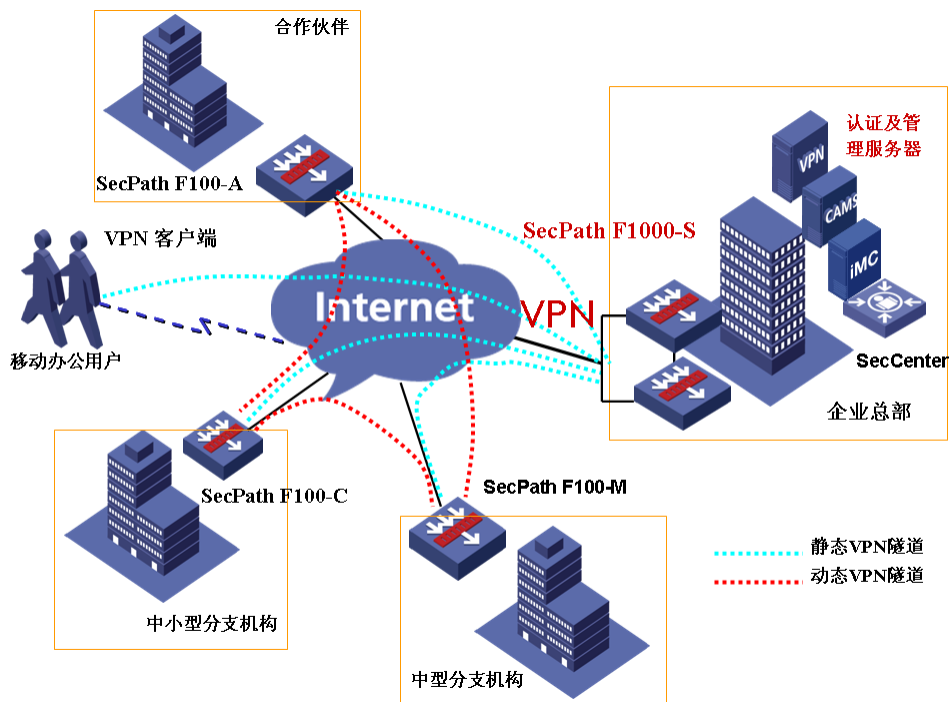 合作伙伴
SecPath F100-A
认证及管
理服务器
VPN
CAMS
iMC
SecPath F1000-S
VPN 客户端
Internet
VPN
移动办公用户
SecCenter
企业总部
SecPath F100-C
SecPath F100-M
静态VPN隧道
动态VPN隧道
中小型分支机构
中型分支机构